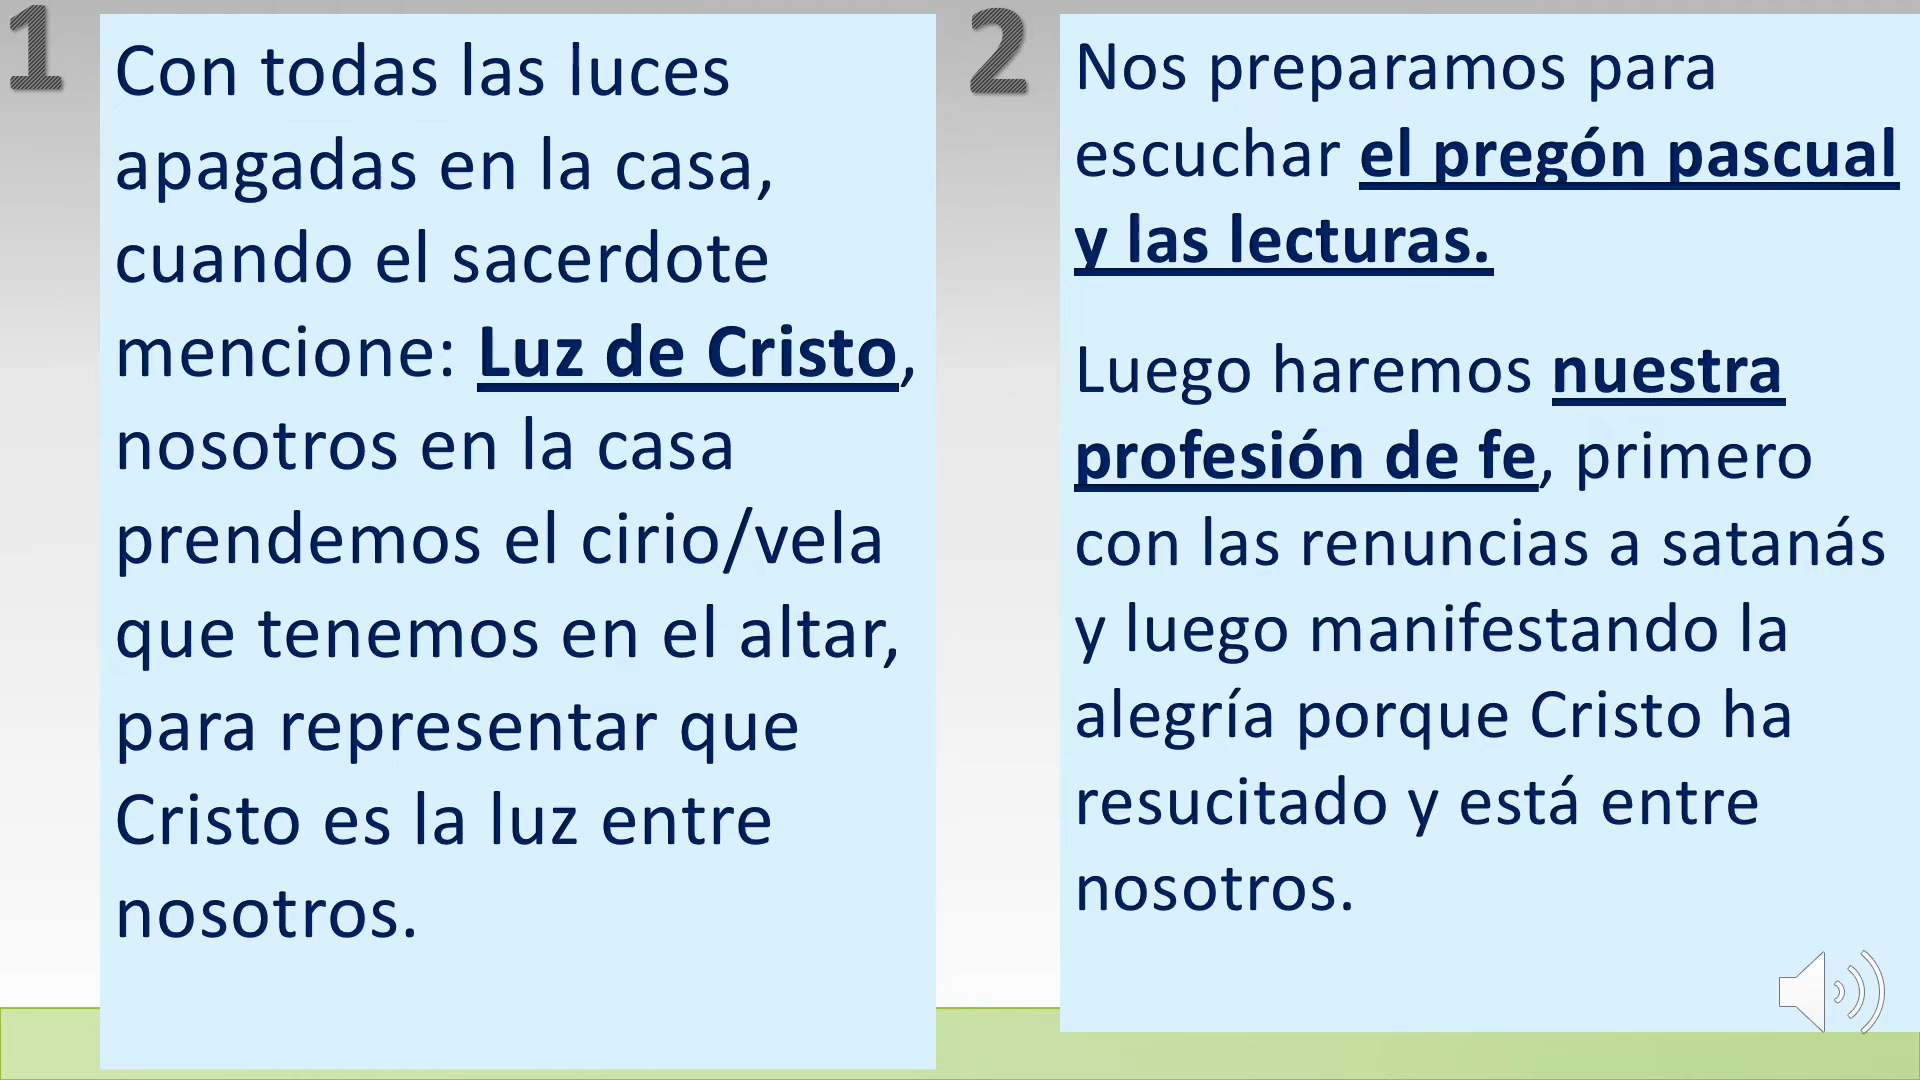 1
Con todas las luces
apagadas en la casa,
cuando el sacerdote
mencione: Luz de Cristo,
nosotros en la casa
prendemos el cirio/vela
que tenemos en el altar,
para representar que
Cristo es la luz entre
nosotros.
2
Nos preparamos para
escuchar el pregón pascual
y las lecturas.
Luego haremos nuestra
profesión de fe, primero
con las renuncias a satanás
y luego manifestando la
alegría porque Cristo ha
resucitado y está entre
nosotros.